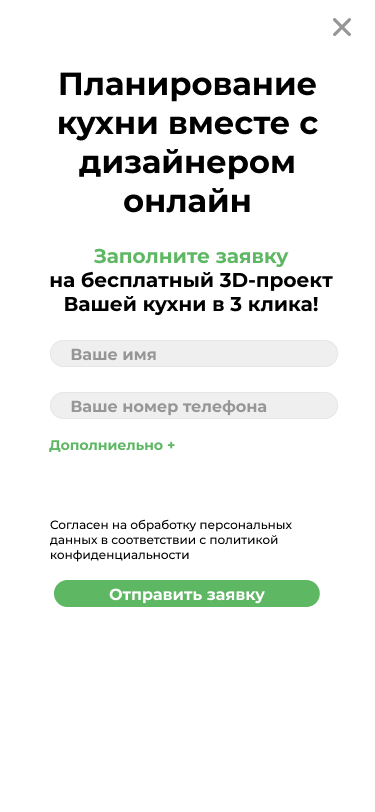 Планирование
кухни вместе с
дизайнером
онлайн
Заполните заявку
на бесплатный 3D-проект
Вашей кухни в 3 клика!
Ваше имя
Ваше номер телефона
Дополниельно +
Согласен на обработку персональных
данных в соответствии с политикой
конфиденциальности
Отправить заявку